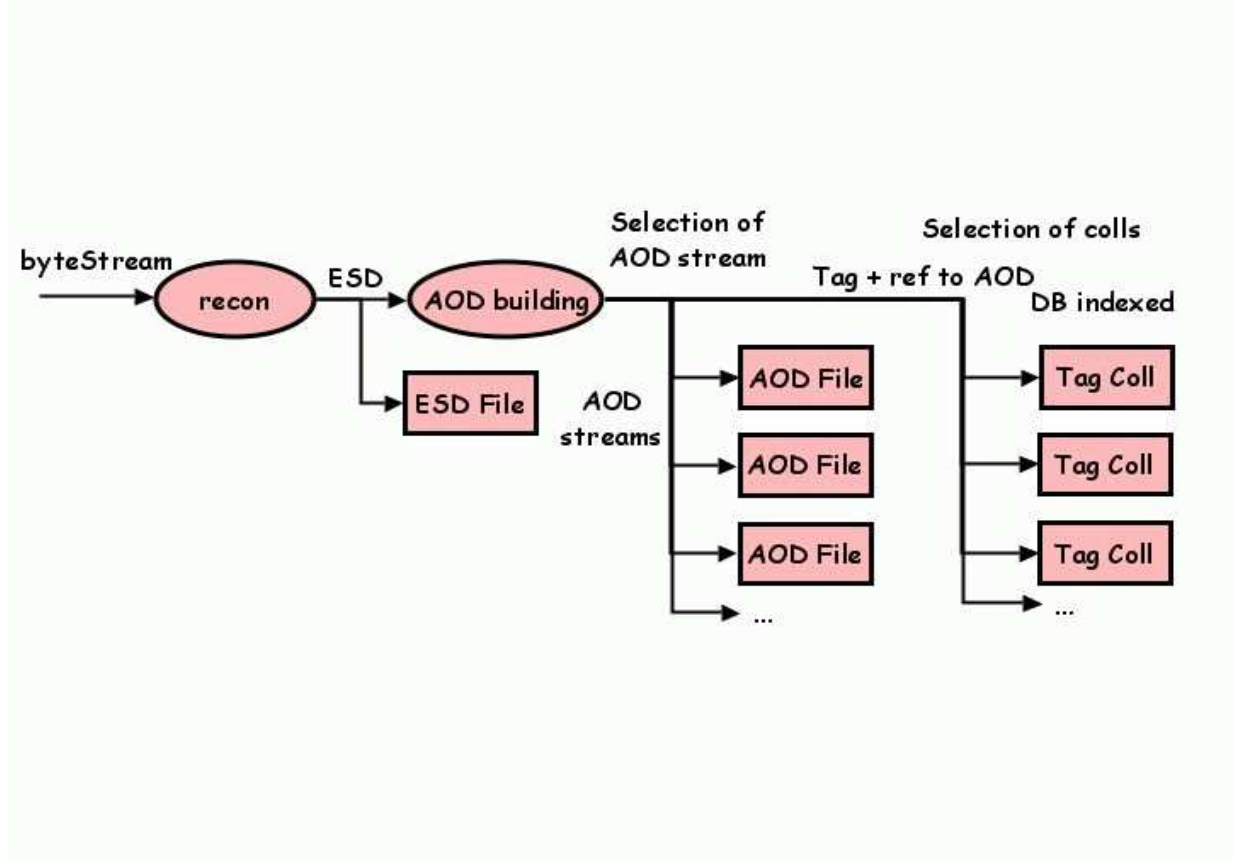 byteStream
recon
ESD
AOD building
ESD File
Selection of
AOD stream
Tag + ref to AOD
Selection of colls
DB indexed
AOD
streams
AOD File
AOD File
AOD File
...
Tag Coll
Tag Coll
Tag Coll
...